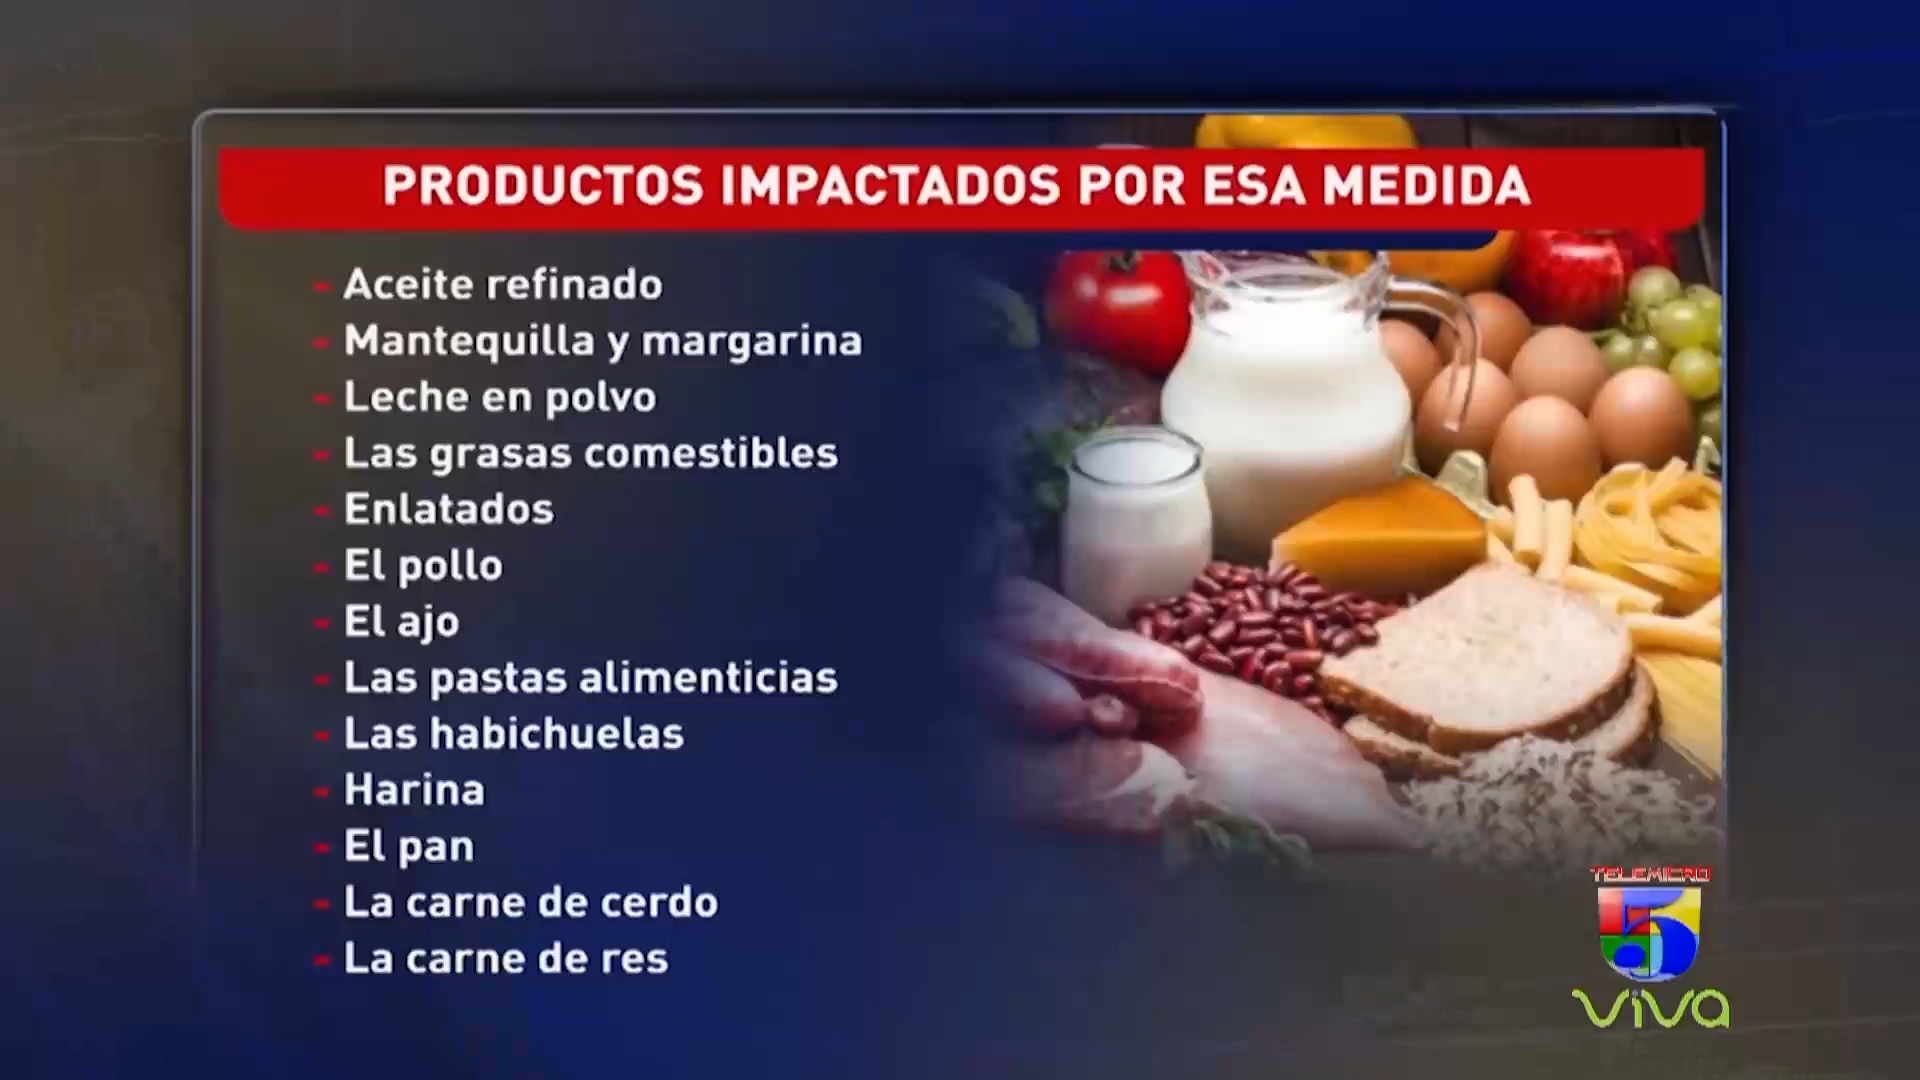 PRODUCTOS IMPACTADOS POR ESA MEDIDA
- Aceite refinado
- Mantequilla y margarina
- Leche en polvo
- Las grasas comestibles
- Enlatados
- El pollo
- El ajo
- Las pastas alimenticias
- Las habichuelas
- Harina
- El pan
- La carne de cerdo
- La carne de res
TELEMICRO
5
viva